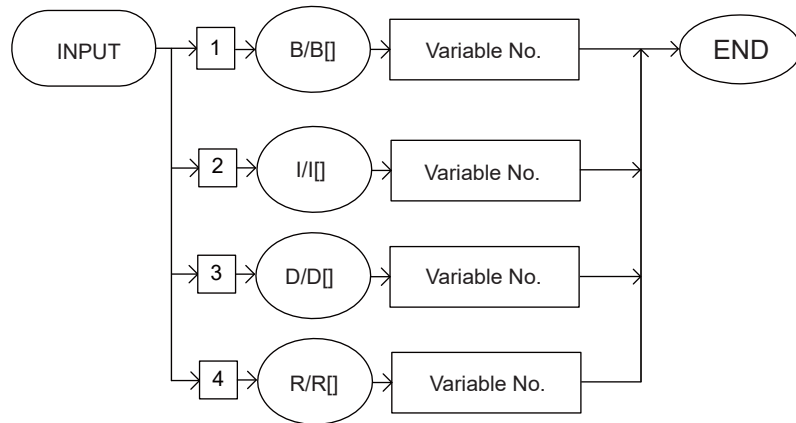 INPUT
1
B/B[]
Variable No.
END
2
I/I[]
Variable No.
3
D/D[]
Variable No.
4
R/R[]
Variable No.